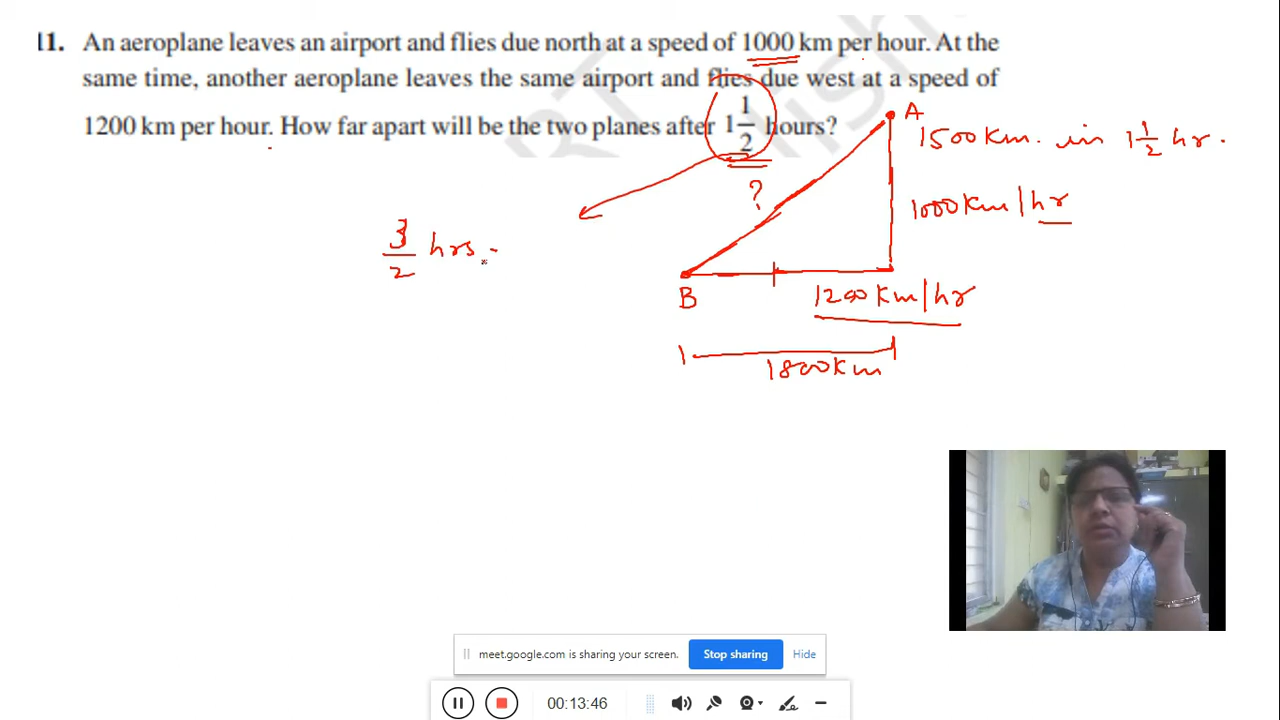 11. An aeroplane leaves an airport and flies due north at a speed of 1000 km per hour. At the
same time, another aeroplane leaves the same airport and flies due west at a speed of
1200 km per hour. How far apart will be the two planes after 1 1/2 hours?
A
1500 Km. in 1 1/2 hr.
?
1000 Km/hr
3/2 hrs.
B
1200 Km/hr
1800 Km
meet.google.com is sharing your screen. Stop sharing Hide
00:13:46